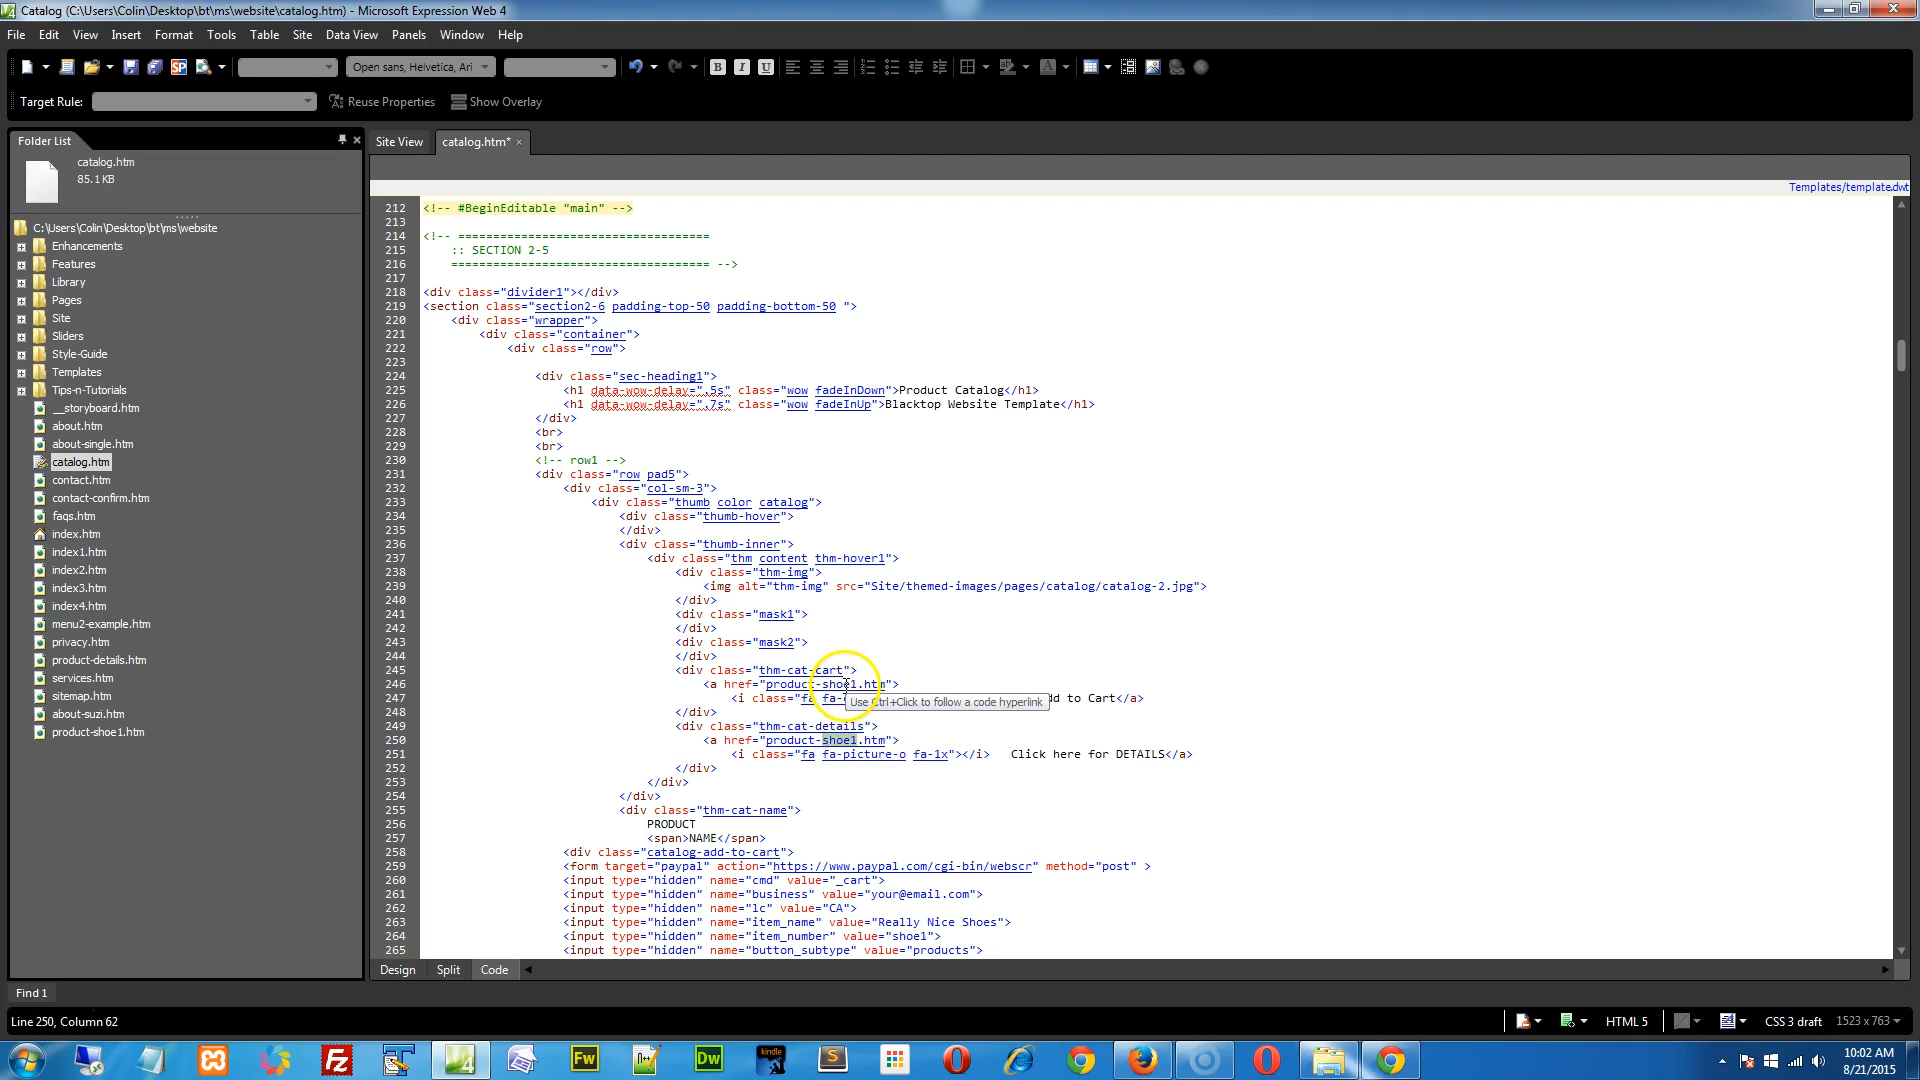 Catalog (C:\Users\Colin\Desktop\bt\ms\website\catalog.htm) - Microsoft Expression Web 4
File Edit View Insert Format Tools Table Site Data View Panels Window Help
Open sans, Helvetica, Ari
Target Rule: Reuse Properties Show Overlay
Folder List
catalog.htm
85.1KB
C:\Users\Colin\Desktop\bt\ms\website
Enhancements
Features
Library
Pages
Site
Sliders
Style-Guide
Templates
Tips-n-Tutorials
__storyboard.htm
about.htm
about-single.htm
catalog.htm
contact.htm
contact-confirm.htm
faqs.htm
index.htm
index1.htm
index2.htm
index3.htm
index4.htm
menu2-example.htm
privacy.htm
product-details.htm
services.htm
sitemap.htm
about-suzi.htm
product-shoe1.htm
Site View catalog.htm*
Templates/template.dwt
212 <!-- #BeginEditable "main" -->
213
214 <!-- ====================================
215 :: SECTION 2-5
216 ===================================== -->
217
218 <div class="divider1"></div>
219 <section class="section2-6 padding-top-50 padding-bottom-50 ">
220 <div class="wrapper">
221 <div class="container">
222 <div class="row">
223
224 <div class="sec-heading1">
225 <h1 data-wow-delay=".5s" class="wow fadeInDown">Product Catalog</h1>
226 <h1 data-wow-delay=".7s" class="wow fadeInUp">Blacktop Website Template</h1>
227 </div>
228 <br>
229 <br>
230 <!-- row1 -->
231 <div class="row pad5">
232 <div class="col-sm-3">
233 <div class="thumb color catalog">
234 <div class="thumb-hover">
235 </div>
236 <div class="thumb-inner">
237 <div class="thm content thm-hover1">
238 <div class="thm-img">
239 <img alt="thm-img" src="Site/themed-images/pages/catalog/catalog-2.jpg">
240 </div>
241 <div class="mask1">
242 </div>
243 <div class="mask2">
244 </div>
245 <div class="thm-cat-cart">
246 <a href="product-shoe1.htm">
247 <i class="fa fa- dd to Cart</a>
Use Ctrl+Click to follow a code hyperlink
248 </div>
249 <div class="thm-cat-details">
250 <a href="product-shoe1.htm">
251 <i class="fa fa-picture-o fa-1x"></i> Click here for DETAILS</a>
252 </div>
253 </div>
254 </div>
255 <div class="thm-cat-name">
256 PRODUCT
257 <span>NAME</span>
258 <div class="catalog-add-to-cart">
259 <form target="paypal" action="https://www.paypal.com/cgi-bin/webscr" method="post" >
260 <input type="hidden" name="cmd" value="_cart">
261 <input type="hidden" name="business" value="your@email.com">
262 <input type="hidden" name="lc" value="CA">
263 <input type="hidden" name="item_name" value="Really Nice Shoes">
264 <input type="hidden" name="item_number" value="shoe1">
265 <input type="hidden" name="button_subtype" value="products">
Design Split Code
Find 1
Line 250, Column 62 HTML 5 CSS 3 draft 1523 x 763
10:02 AM
8/21/2015